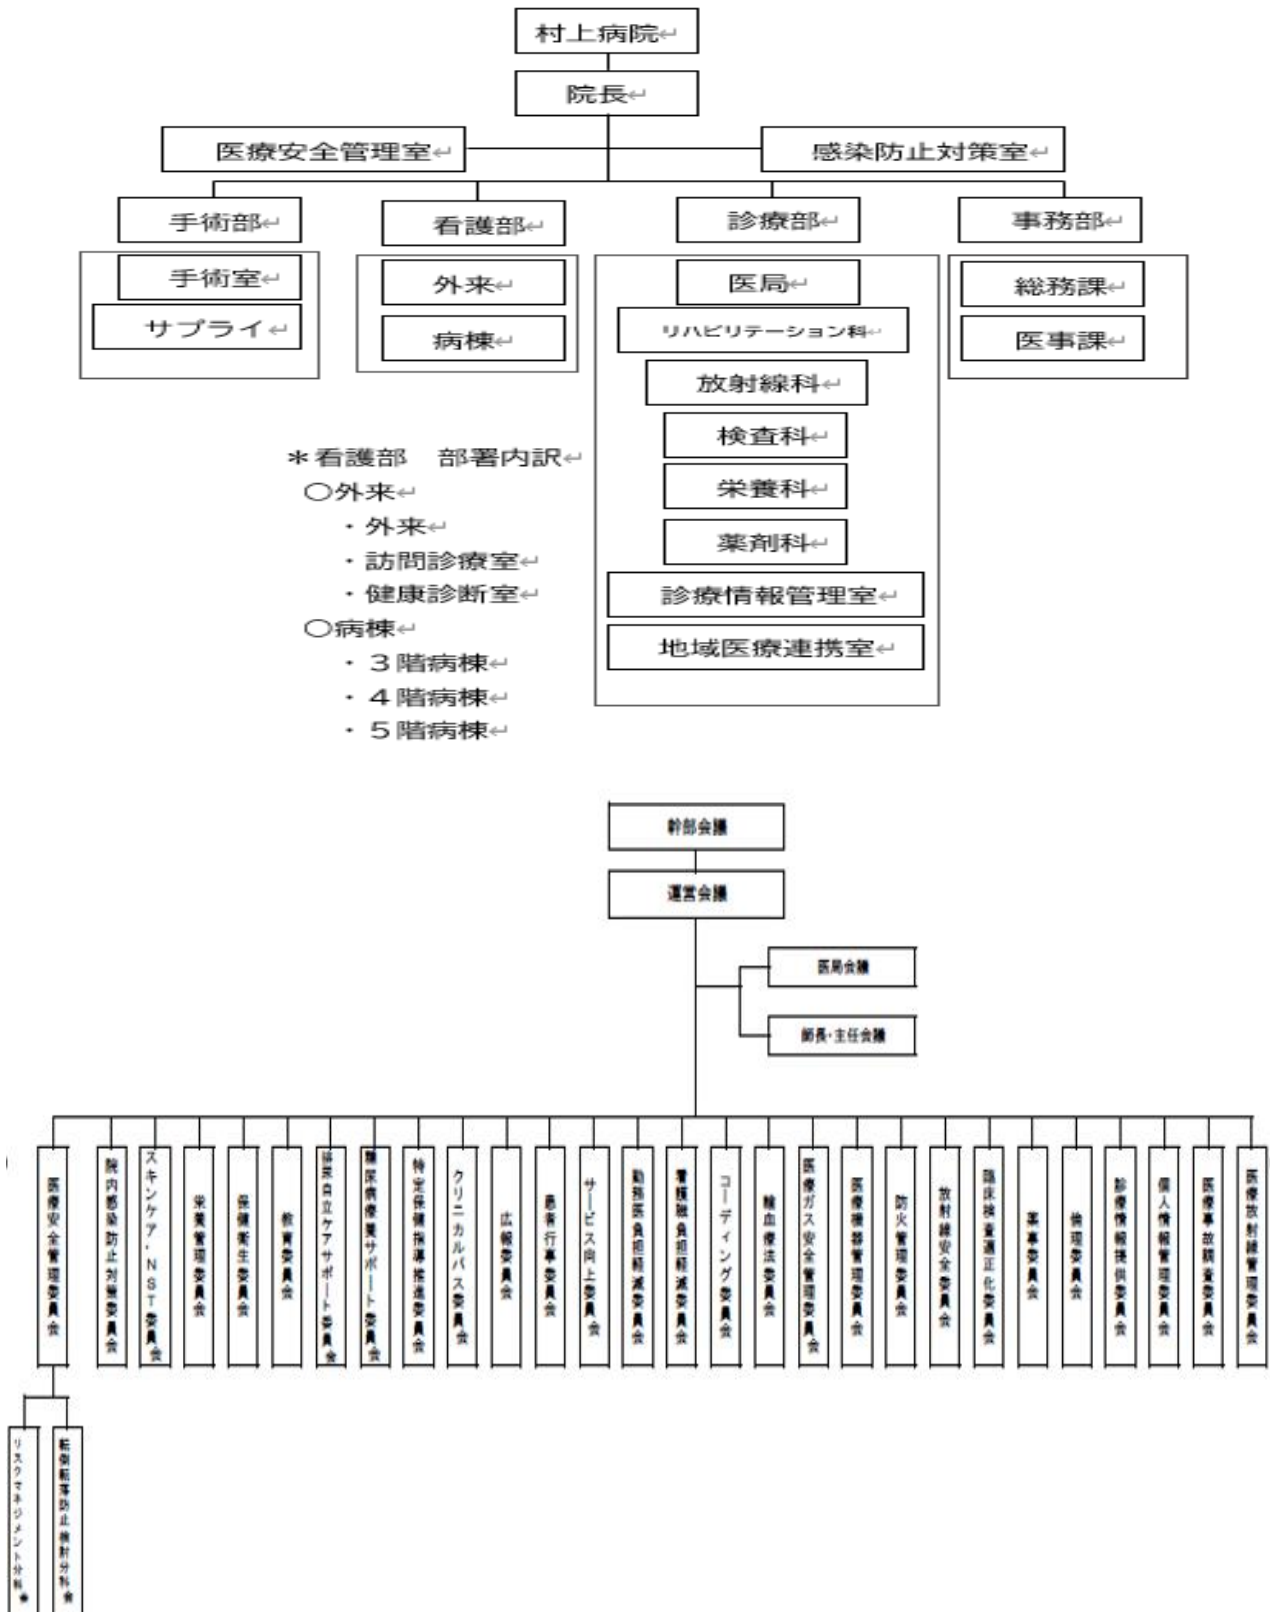 村上病院
院長
医療安全管理室
感染防止対策室
手術部
看護部
診療部
事務部
手術室
サプライ
外来
病棟
医局
リハビリテーション科
放射線科
検査科
栄養科
薬剤科
診療情報管理室
地域医療連携室
総務課
医事課
＊看護部　部署内訳
〇外来
・外来
・訪問診療室
・健康診断室
〇病棟
・３階病棟
・４階病棟
・５階病棟
幹部会議
運営会議
医局会議
師長・主任会議
医療安全管理委員会
院内感染防止対策委員会
スキンケア・NST委員会
栄養管理委員会
保健衛生委員会
教育委員会
排尿自立ケアサポート委員会
糖尿病療養サポート委員会
特定保健指導推進委員会
クリニカルパス委員会
広報委員会
患者行事委員会
サービス向上委員会
勤務医負担軽減委員会
看護職負担軽減委員会
コーディング委員会
輸血療法委員会
医療ガス安全管理委員会
医療機器管理委員会
防火管理委員会
放射線安全委員会
臨床検査適正化委員会
薬事委員会
倫理委員会
診療情報提供委員会
個人情報管理委員会
医療事故調査委員会
医療放射線管理委員会
リスクマネジメント分科会
転倒転落防止検討分科会